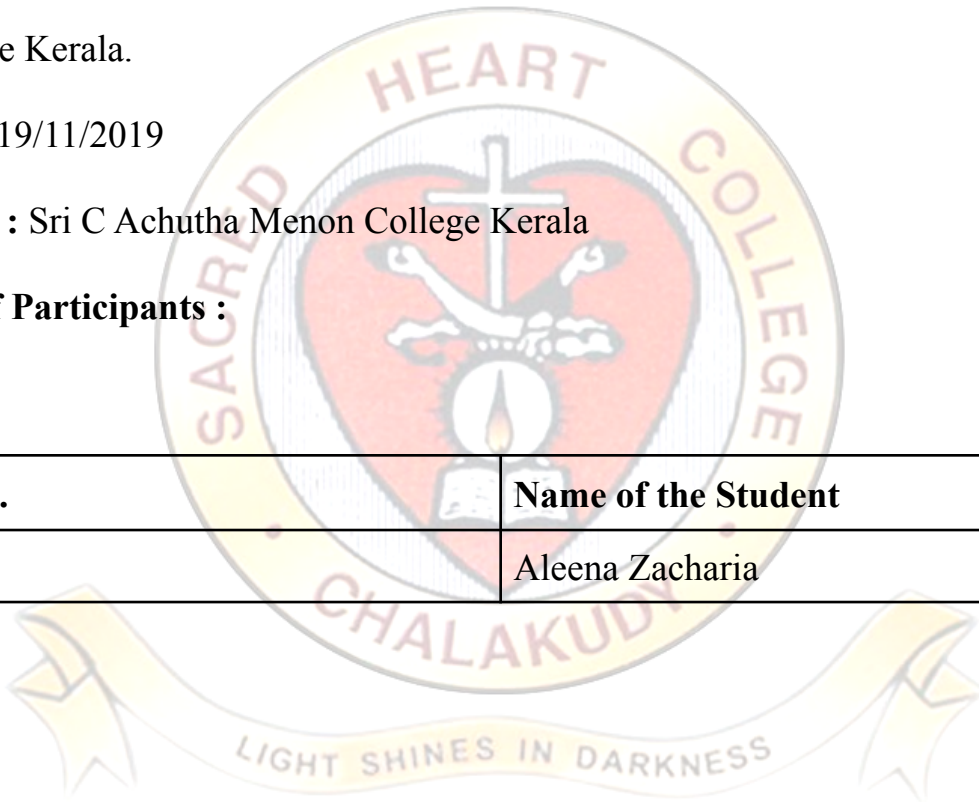 e Kerala.
19/11/2019
: Sri C Achutha Menon College Kerala
f Participants :
. Name of the Student
Aleena Zacharia
SACRED HEART COLLEGE
CHALAKUDY
LIGHT SHINES IN DARKNESS